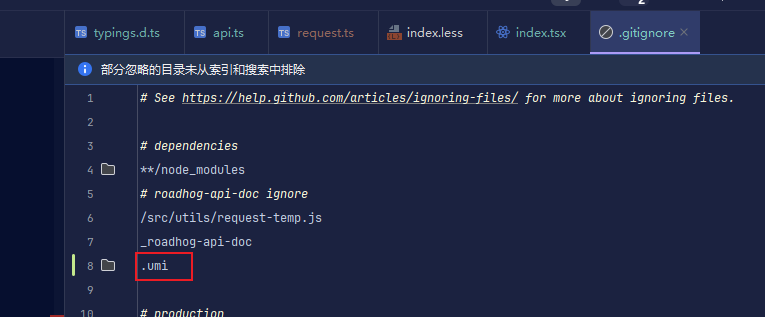 typings.d.ts api.ts request.ts index.less index.tsx .gitignore
部分忽略的目录未从索引和搜索中排除
1 # See https://help.github.com/articles/ignoring-files/ for more about ignoring files.
2
3 # dependencies
4 **/node_modules
5 # roadhog-api-doc ignore
6 /src/utils/request-temp.js
7 _roadhog-api-doc
8 .umi
9
10 # production